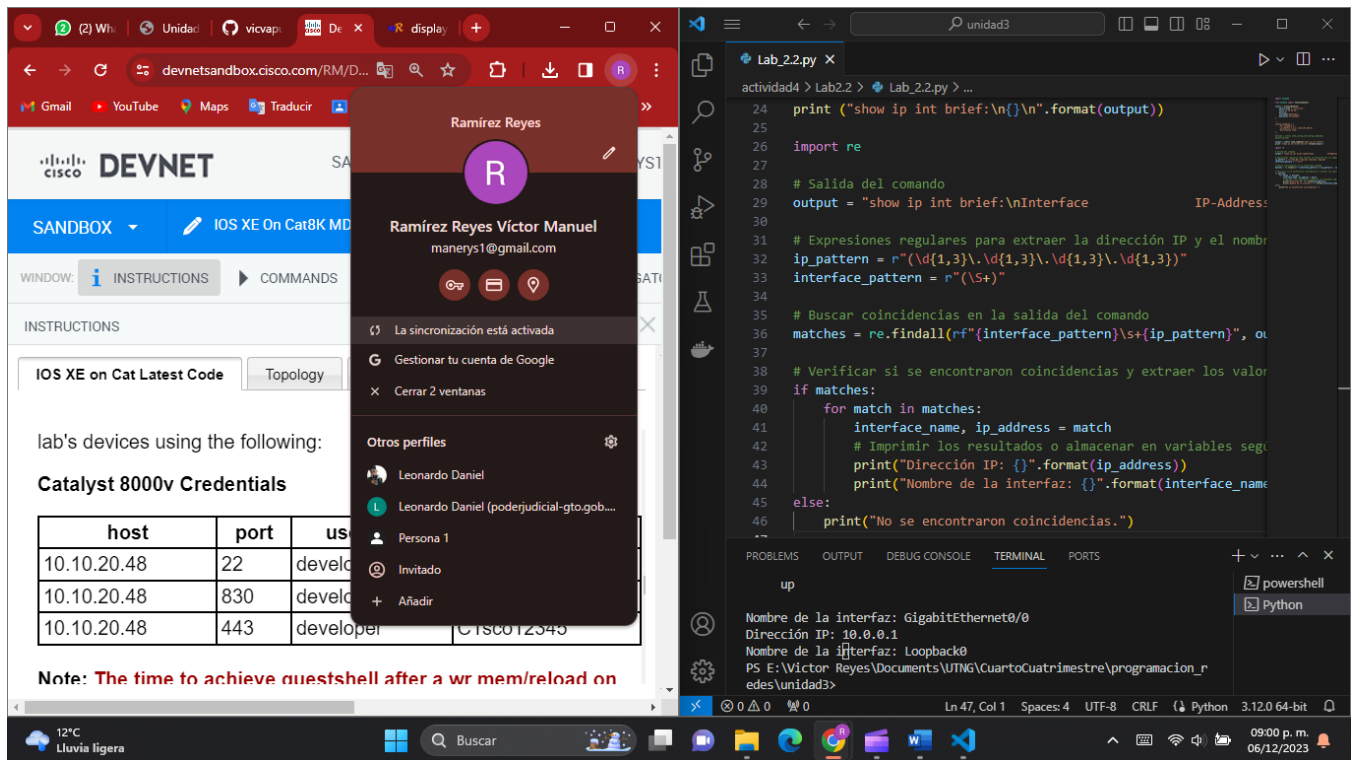 (2) Wha
Unidad
vicvapu
De
display
devnetsandbox.cisco.com/RM/D...
R
Gmail
YouTube
Maps
Traducir
»
Ramírez Reyes
R
Ramírez Reyes Víctor Manuel
manerys1@gmail.com
La sincronización está activada
Gestionar tu cuenta de Google
Cerrar 2 ventanas
Otros perfiles
Leonardo Daniel
L Leonardo Daniel (poderjudicial-gto.gob....
Persona 1
Invitado
Añadir
cisco DEVNET
SA
YS1
SANDBOX
IOS XE On Cat8K MD
WINDOW:
INSTRUCTIONS
COMMANDS
GAT
INSTRUCTIONS
IOS XE on Cat Latest Code
Topology
lab's devices using the following:
Catalyst 8000v Credentials
host port us
10.10.20.48 22 develo
10.10.20.48 830 develo
10.10.20.48 443 developer C1sco12345
Note: The time to achieve guestshell after a wr mem/reload on
unidad3
Lab_2.2.py
actividad4 > Lab2.2 > Lab_2.2.py > ...
24 print ("show ip int brief:\n{}\n".format(output))
25
26 import re
27
28 # Salida del comando
29 output = "show ip int brief:\nInterface IP-Address
30
31 # Expresiones regulares para extraer la dirección IP y el nombr
32 ip_pattern = r"(\d{1,3}\.\d{1,3}\.\d{1,3}\.\d{1,3})"
33 interface_pattern = r"(\S+)"
34
35 # Buscar coincidencias en la salida del comando
36 matches = re.findall(rf"{interface_pattern}\s+{ip_pattern}", ou
37
38 # Verificar si se encontraron coincidencias y extraer los valor
39 if matches:
40 for match in matches:
41 interface_name, ip_address = match
42 # Imprimir los resultados o almacenar en variables segú
43 print("Dirección IP: {}".format(ip_address))
44 print("Nombre de la interfaz: {}".format(interface_name
45 else:
46 print("No se encontraron coincidencias.")
47
PROBLEMS OUTPUT DEBUG CONSOLE TERMINAL PORTS
up
Nombre de la interfaz: GigabitEthernet0/0
Dirección IP: 10.0.0.1
Nombre de la interfaz: Loopback0
PS E:\Victor Reyes\Documents\UTNG\CuartoCuatrimestre\programacion_r
edes\unidad3>
powershell
Python
0 0 0
Ln 47, Col 1 Spaces: 4 UTF-8 CRLF Python 3.12.0 64-bit
12°C
Lluvia ligera
Buscar
09:00 p. m.
06/12/2023